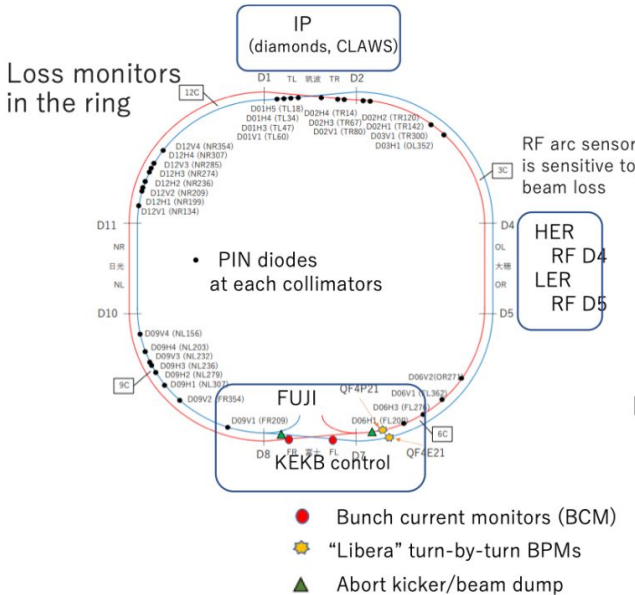 IP
(diamonds, CLAWS)
Loss monitors
in the ring
12C
D1
TL
筑波
TR
D2
D01H5 (TL18)
D01H4 (TL34)
D01H3 (TL47)
D01V1 (TL60)
D02H4 (TR14)
D02H3 (TR67)
D02V1 (TR80)
D02H2 (TR120)
D02H1 (TR142)
D03V1 (TR300)
D03H1 (OL352)
D12V4 (NR354)
D12H4 (NR307)
D12V3 (NR285)
D12H3 (NR274)
D12H2 (NR236)
D12V2 (NR209)
D12H1 (NR199)
D12V1 (NR134)
RF arc sensor
is sensitive to
beam loss
3C
D11
NR
日光
NL
D10
D4
OL
大穂
OR
D5
HER
RF D4
LER
RF D5
• PIN diodes
at each collimators
D09V4 (NL156)
D09H4 (NL203)
D09V3 (NL232)
D09H3 (NL236)
D09H2 (NL279)
D09H1 (NL307)
D09V2 (FR354)
D09V1 (FR209)
9C
FUJI
QF4P21
D06V2(OR271)
D06V1 (FL362)
D06H3 (FL276)
D06H1 (FL200)
6C
D8
FR
富士
FL
D7
QF4E21
KEKB control
Bunch current monitors (BCM)
“Libera” turn-by-turn BPMs
Abort kicker/beam dump